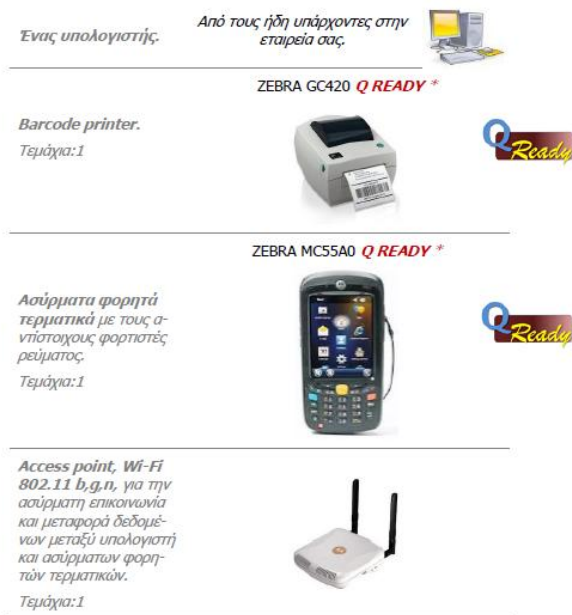 Ένας υπολογιστής.
Από τους ήδη υπάρχοντες στην
εταιρεία σας.
ZEBRA GC420 Q READY *
Barcode printer.
Τεμάχια:1
Q Ready
ZEBRA MC55A0 Q READY *
Ασύρματα φορητά
τερματικά με τους α-
ντίστοιχους φορτιστές
ρεύματος.
Τεμάχια:1
Q Ready
Access point, Wi-Fi
802.11 b,g,n, για την
ασύρματη επικοινωνία
και μεταφορά δεδομέ-
νων μεταξύ υπολογιστή
και ασύρματων φορη-
τών τερματικών.
Τεμάχια:1